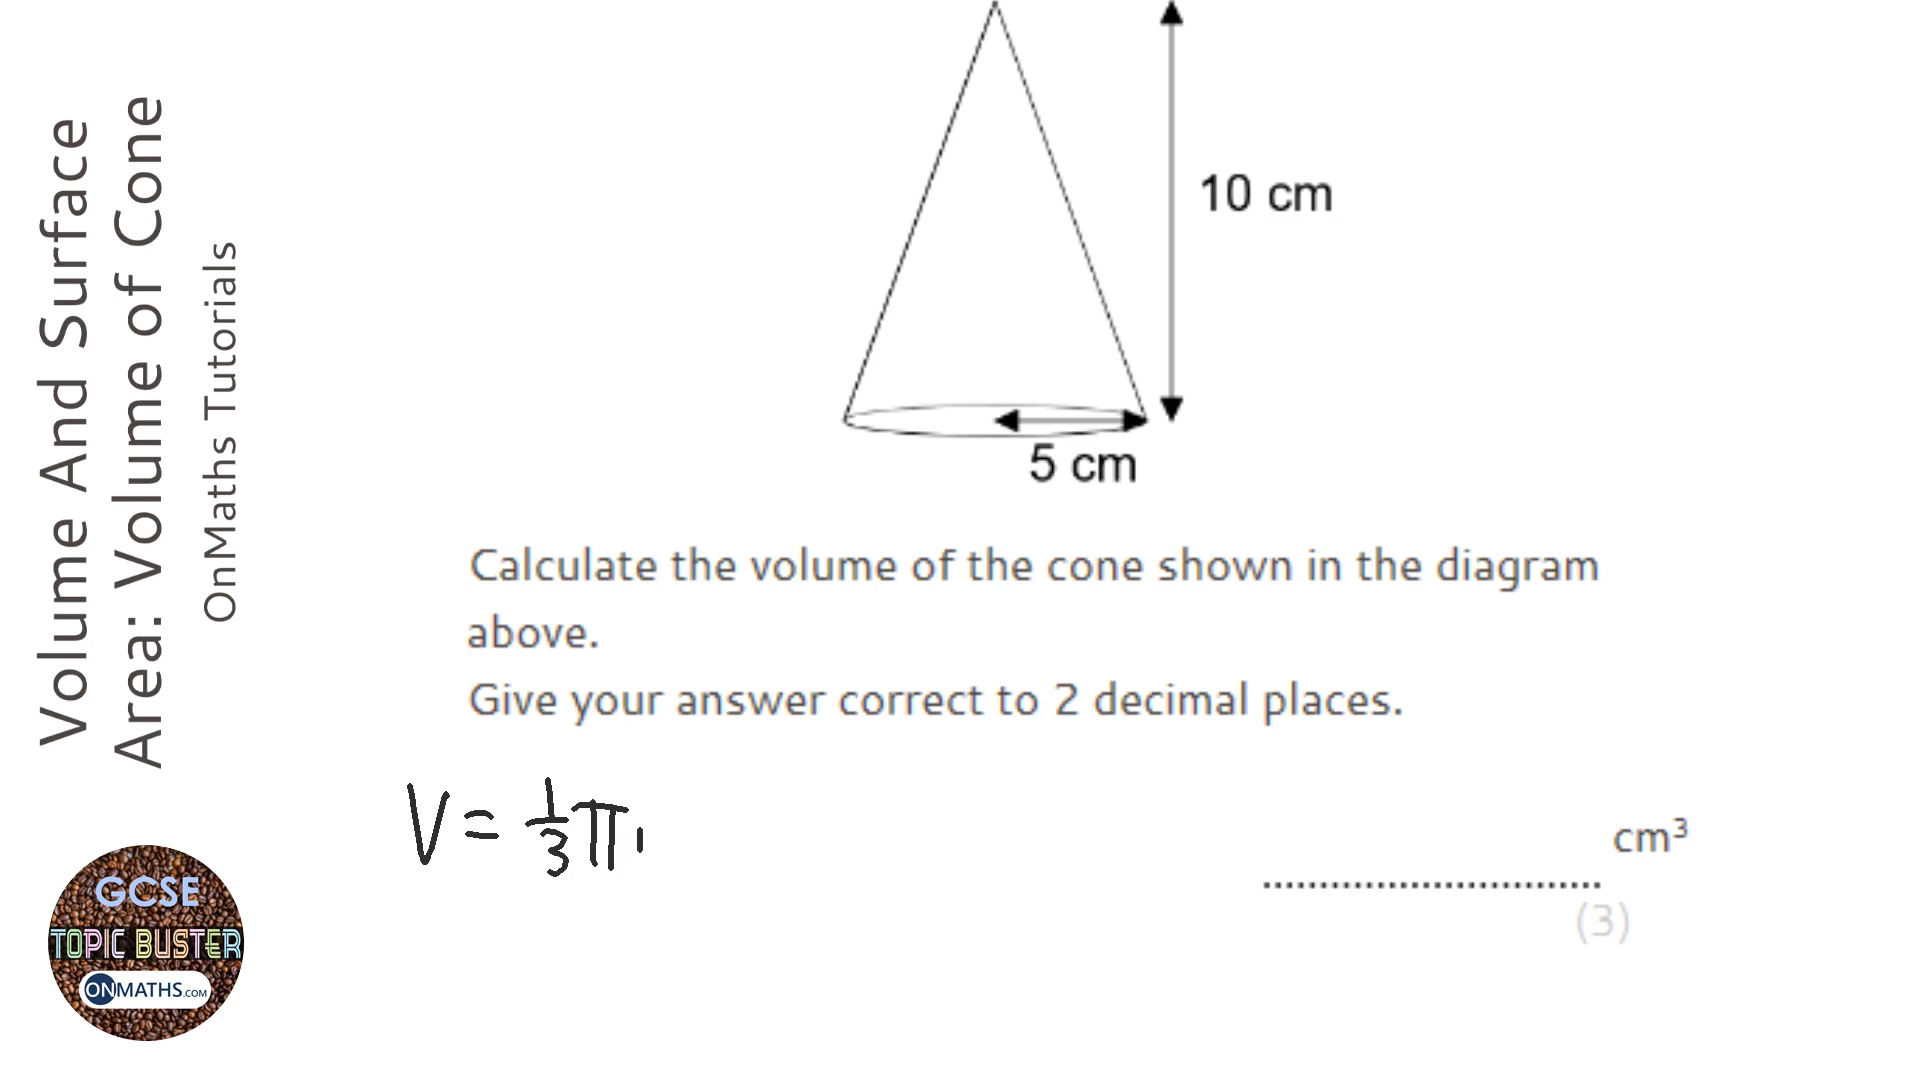 Volume And Surface
Area: Volume of Cone
OnMaths Tutorials
10 cm
5 cm
Calculate the volume of the cone shown in the diagram
above.
Give your answer correct to 2 decimal places.
V = 1/3 π
cm³
(3)
GCSE
TOPIC BUSTER
ONMATHS.COM